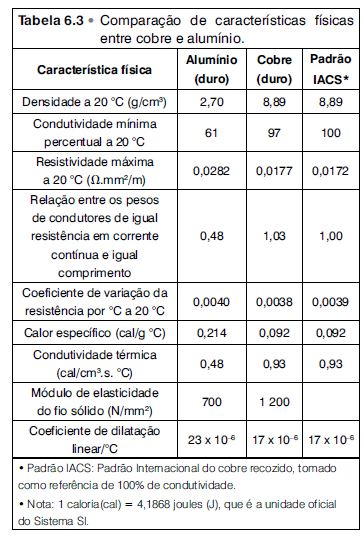 Tabela 6.3 • Comparação de características físicas
entre cobre e alumínio.
Característica física Alumínio (duro) Cobre (duro) Padrão IACS*
Densidade a 20 °C (g/cm³) 2,70 8,89 8,89
Condutividade mínima
percentual a 20 °C 61 97 100
Resistividade máxima
a 20 °C (Ω.mm²/m) 0,0282 0,0177 0,0172
Relação entre os pesos
de condutores de igual
resistência em corrente
contínua e igual
comprimento 0,48 1,03 1,00
Coeficiente de variação da
resistência por °C a 20 °C 0,0040 0,0038 0,0039
Calor específico (cal/g °C) 0,214 0,092 0,092
Condutividade térmica
(cal/cm³.s. °C) 0,48 0,93 0,93
Módulo de elasticidade
do fio sólido (N/mm²) 700 1 200
Coeficiente de dilatação
linear/°C 23 x 10⁻⁶ 17 x 10⁻⁶ 17 x 10⁻⁶
• Padrão IACS: Padrão Internacional do cobre recozido, tomado
como referência de 100% de condutividade.
• Nota: 1 caloria(cal) = 4,1868 joules (J), que é a unidade oficial
do Sistema SI.